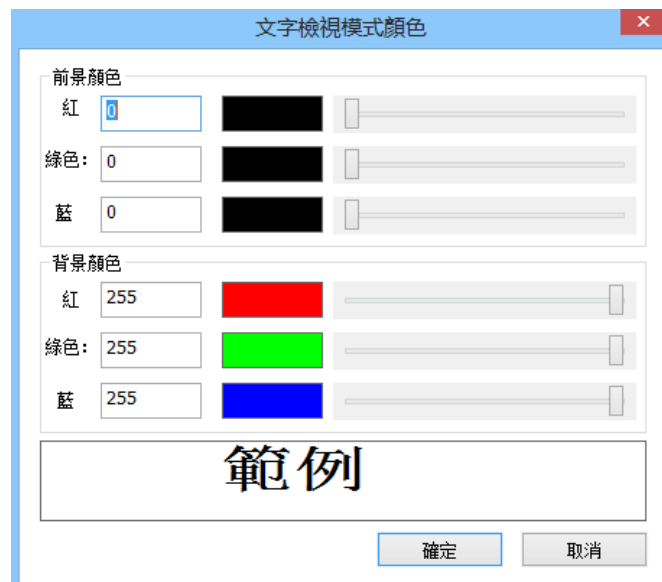 文字檢視模式顏色
前景顏色
紅 0
綠色: 0
藍 0
背景顏色
紅 255
綠色: 255
藍 255
範例
確定 取消